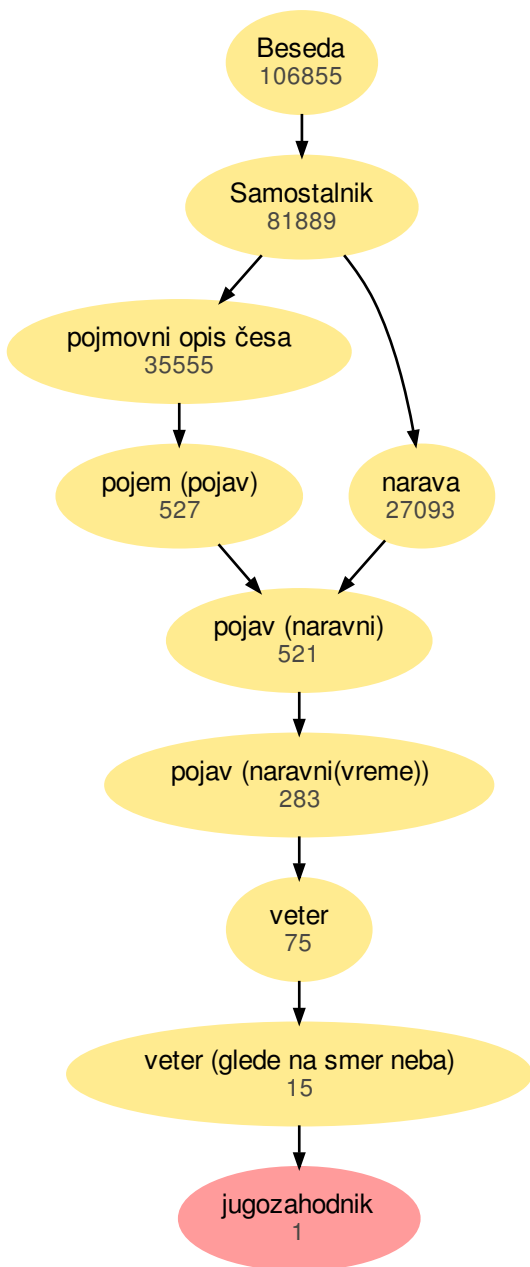 Beseda
106855
Samostalnik
81889
pojmovni opis česa
35555
pojem (pojav)
527
narava
27093
pojav (naravni)
521
pojav (naravni(vreme))
283
veter
75
veter (glede na smer neba)
15
jugozahodnik
1